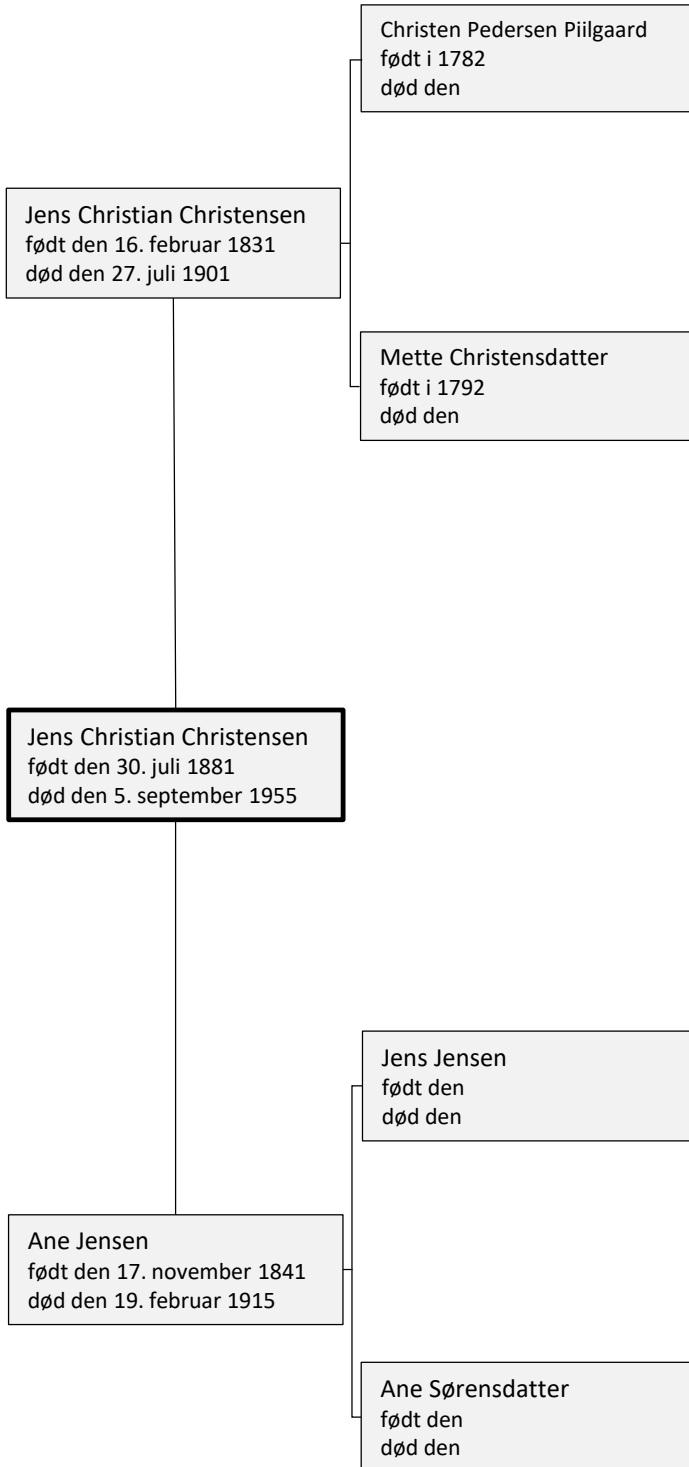 Christen Pedersen Piilgaard
født i 1782
død den
Jens Christian Christensen
født den 16. februar 1831
død den 27. juli 1901
Mette Christensdatter
født i 1792
død den
Jens Christian Christensen
født den 30. juli 1881
død den 5. september 1955
Jens Jensen
født den
død den
Ane Jensen
født den 17. november 1841
død den 19. februar 1915
Ane Sørensdatter
født den
død den